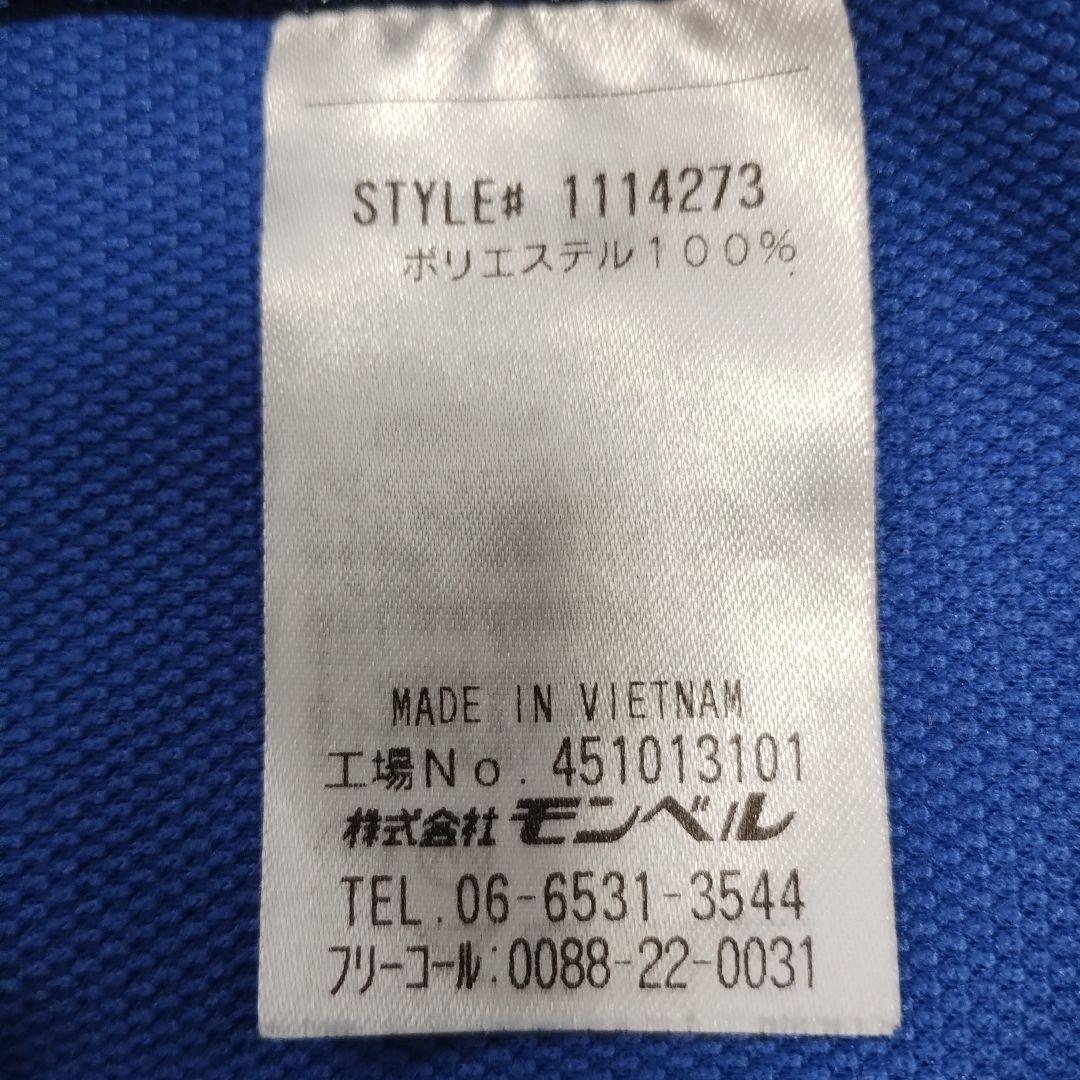 STYLE# 1114273
ポリエステル100%
MADE IN VIETNAM
工場No. 451013101
株式会社 モンベル
TEL. 06-6531-3544
フリーコール:0088-22-0031